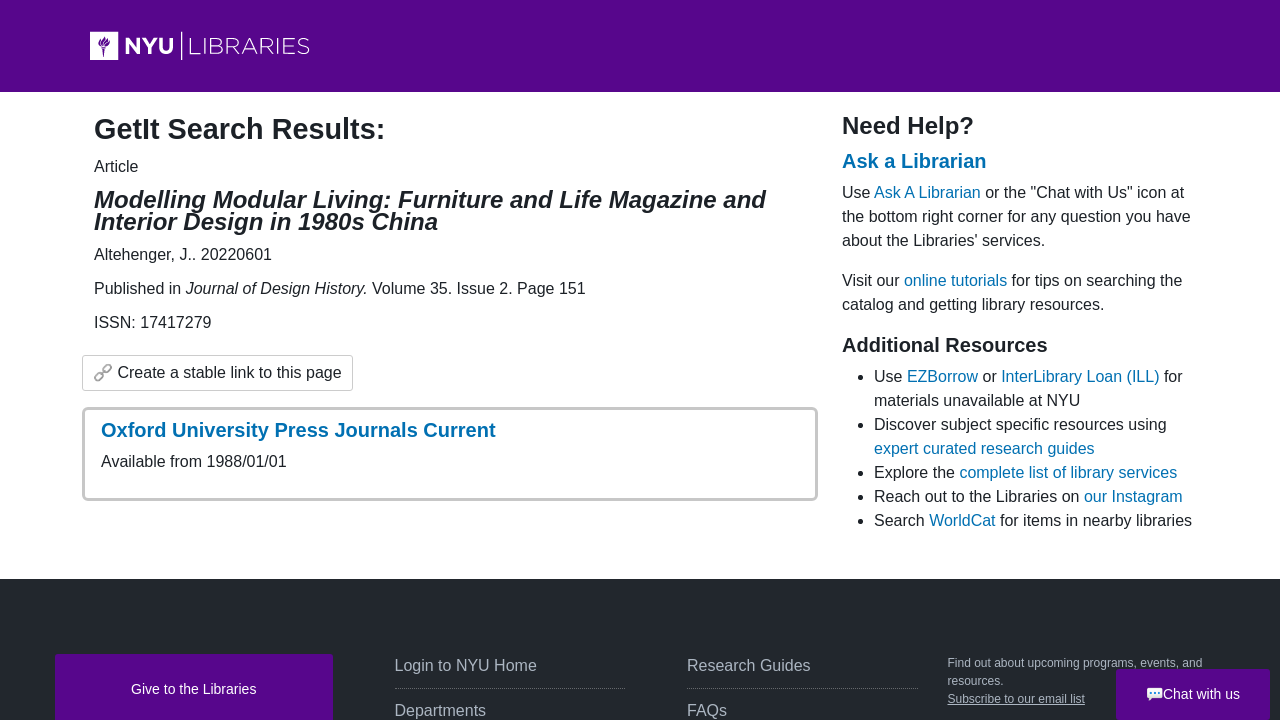 NYU LIBRARIES
GetIt Search Results:
Article
Modelling Modular Living: Furniture and Life Magazine and
Interior Design in 1980s China
Altehenger, J.. 20220601
Published in Journal of Design History. Volume 35. Issue 2. Page 151
ISSN: 17417279
Create a stable link to this page
Oxford University Press Journals Current
Available from 1988/01/01
Need Help?
Ask a Librarian
Use Ask A Librarian or the "Chat with Us" icon at
the bottom right corner for any question you have
about the Libraries' services.
Visit our online tutorials for tips on searching the
catalog and getting library resources.
Additional Resources
Use EZBorrow or InterLibrary Loan (ILL) for
materials unavailable at NYU
Discover subject specific resources using
expert curated research guides
Explore the complete list of library services
Reach out to the Libraries on our Instagram
Search WorldCat for items in nearby libraries
Give to the Libraries
Login to NYU Home
Departments
Research Guides
FAQs
Find out about upcoming programs, events, and
resources.
Subscribe to our email list
Chat with us